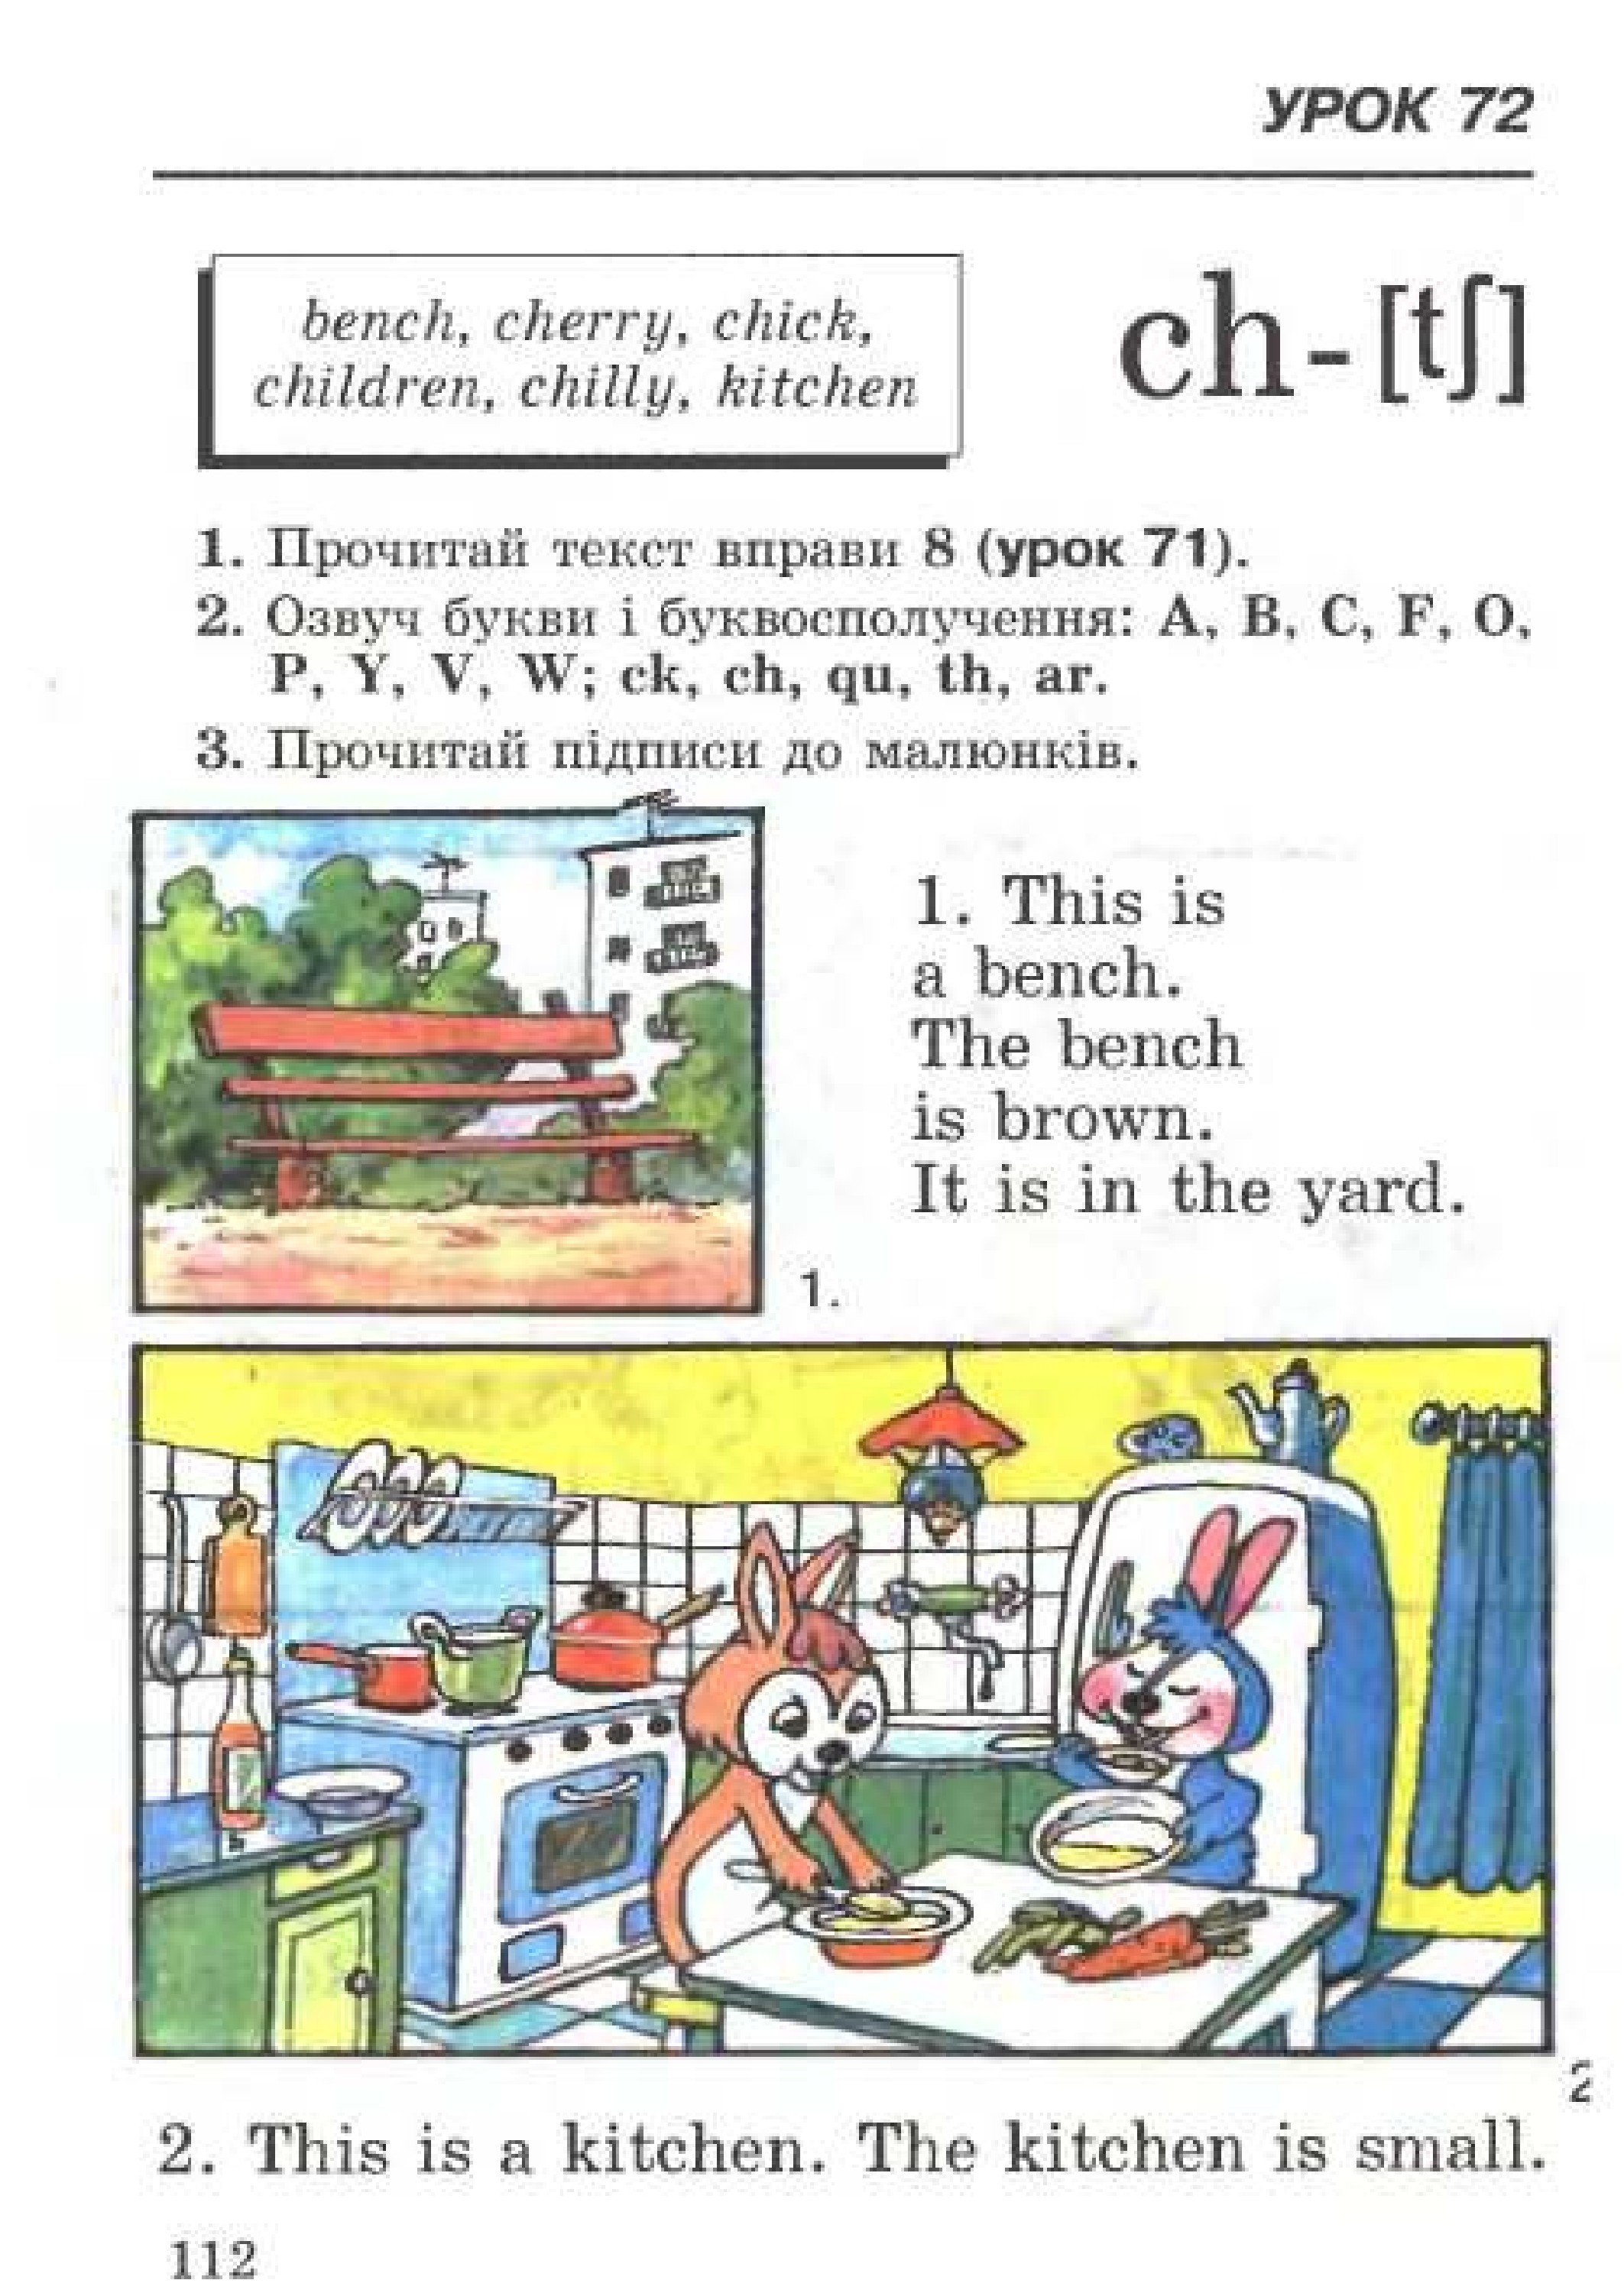 УРОК 72
bench, cherry, chick,
children, chilly, kitchen
ch-[tʃ]
1. Прочитай текст вправи 8 (урок 71).
2. Озвуч букви і буквосполучення: A, B, C, F, O,
P, Y, V, W; ck, ch, qu, th, ar.
3. Прочитай підписи до малюнків.
1. This is
a bench.
The bench
is brown.
It is in the yard.
1.
2
2. This is a kitchen. The kitchen is small.
112